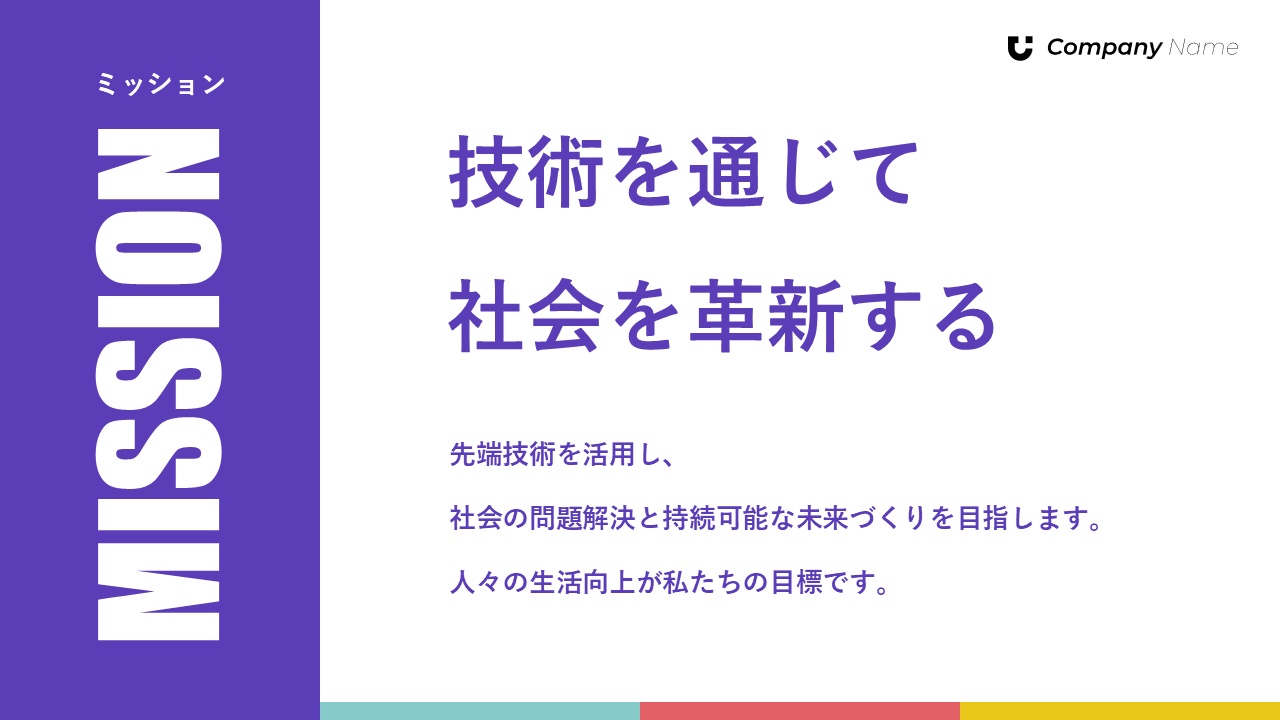 ミッション
MISSION
Company Name
技術を通じて
社会を革新する
先端技術を活用し、
社会の問題解決と持続可能な未来づくりを目指します。
人々の生活向上が私たちの目標です。